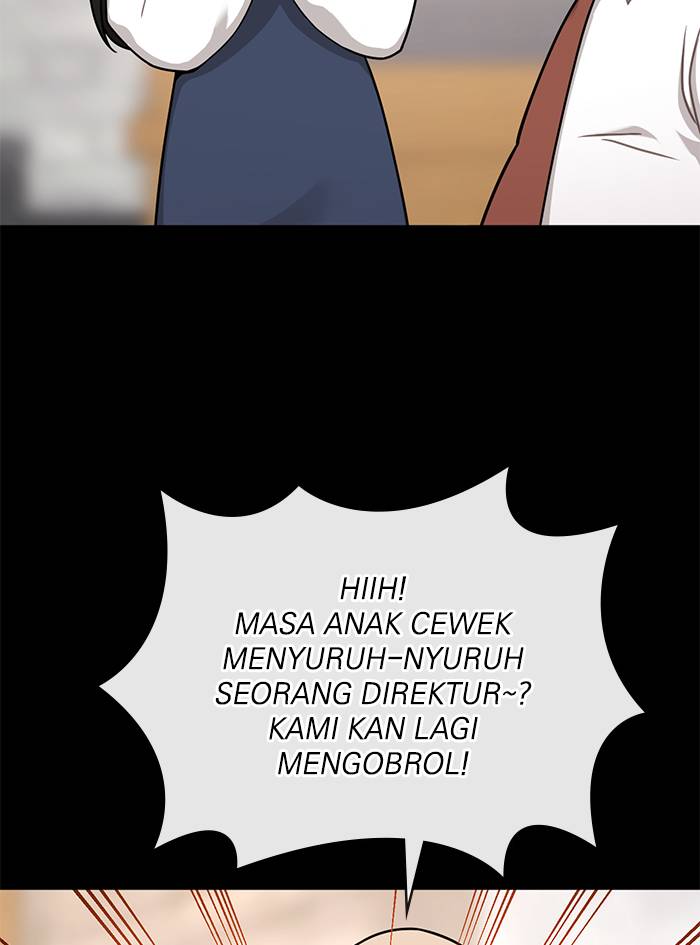 HIIH!
MASA ANAK CEWEK
MENYURUH-NYURUH
SEORANG DIREKTUR~?
KAMI KAN LAGI
MENGOBROL!